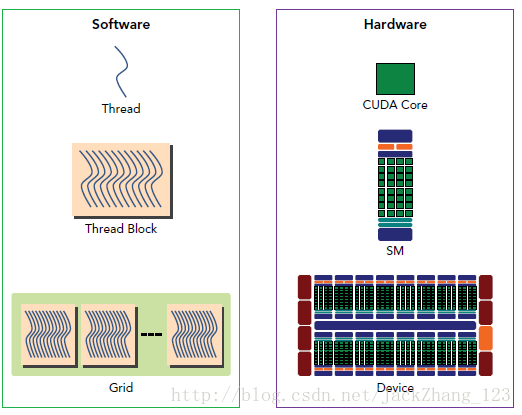 Software
Thread
Thread Block
Grid
Hardware
CUDA Core
SM
Device
http://blog.csdn.net/jackZhang_123